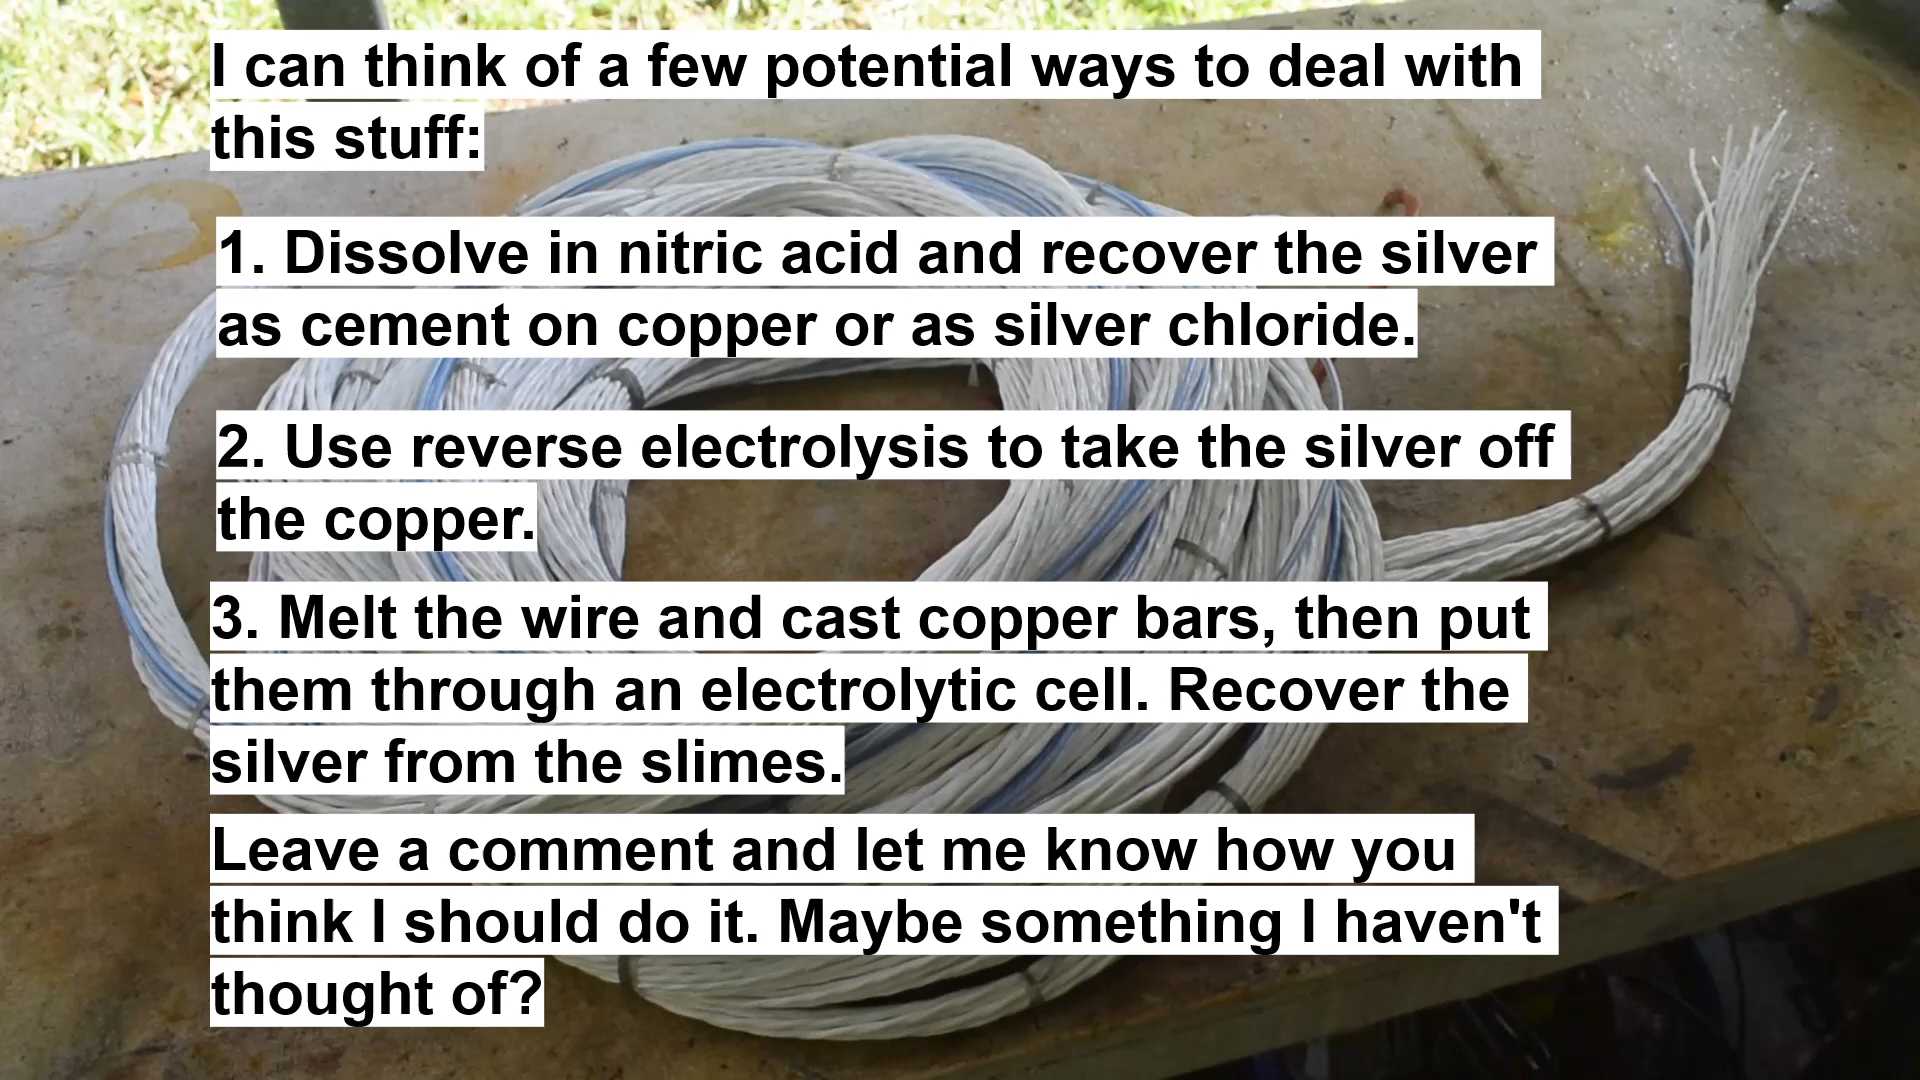 I can think of a few potential ways to deal with
this stuff:
1. Dissolve in nitric acid and recover the silver
as cement on copper or as silver chloride.
2. Use reverse electrolysis to take the silver off
the copper.
3. Melt the wire and cast copper bars, then put
them through an electrolytic cell. Recover the
silver from the slimes.
Leave a comment and let me know how you
think I should do it. Maybe something I haven't
thought of?